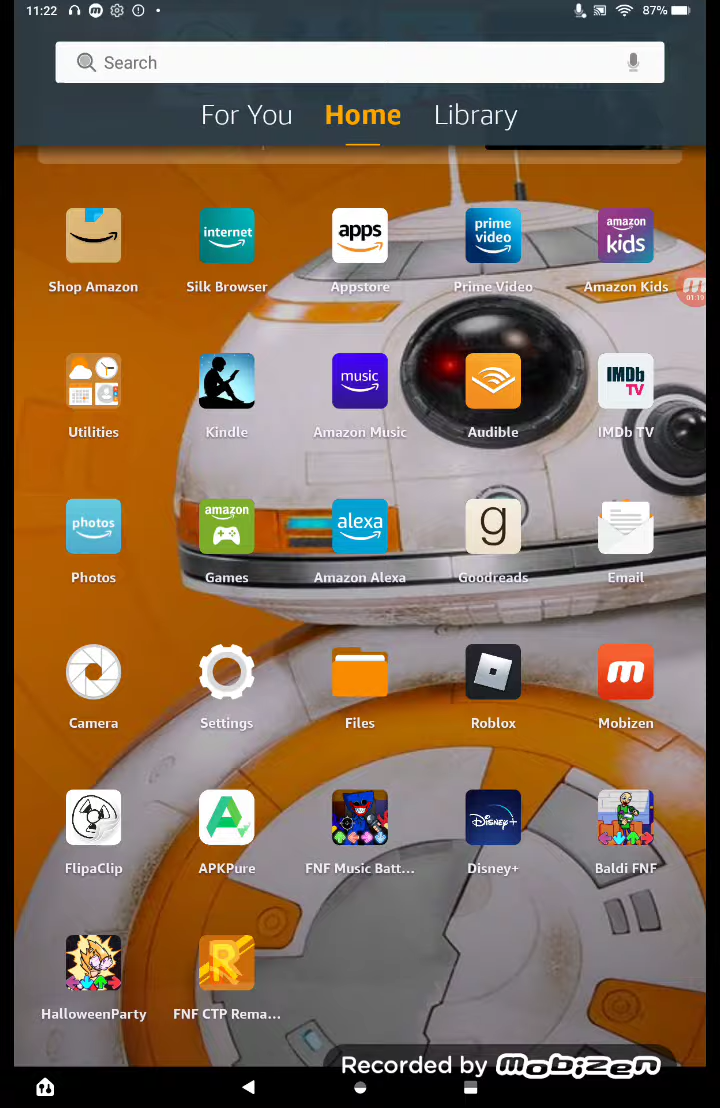 11:22
87%
Search
For You Home Library
internet
apps
prime video
amazon kids
Shop Amazon
Silk Browser
Appstore
Prime Video
Amazon Kids
01:19
music
IMDb TV
Utilities
Kindle
Amazon Music
Audible
IMDb TV
photos
amazon
alexa
g
Photos
Games
Amazon Alexa
Goodreads
Email
m
Camera
Settings
Files
Roblox
Mobizen
Disney+
FlipaClip
APKPure
FNF Music Batt...
Disney+
Baldi FNF
R
HalloweenParty
FNF CTP Rema...
Recorded by mobizen